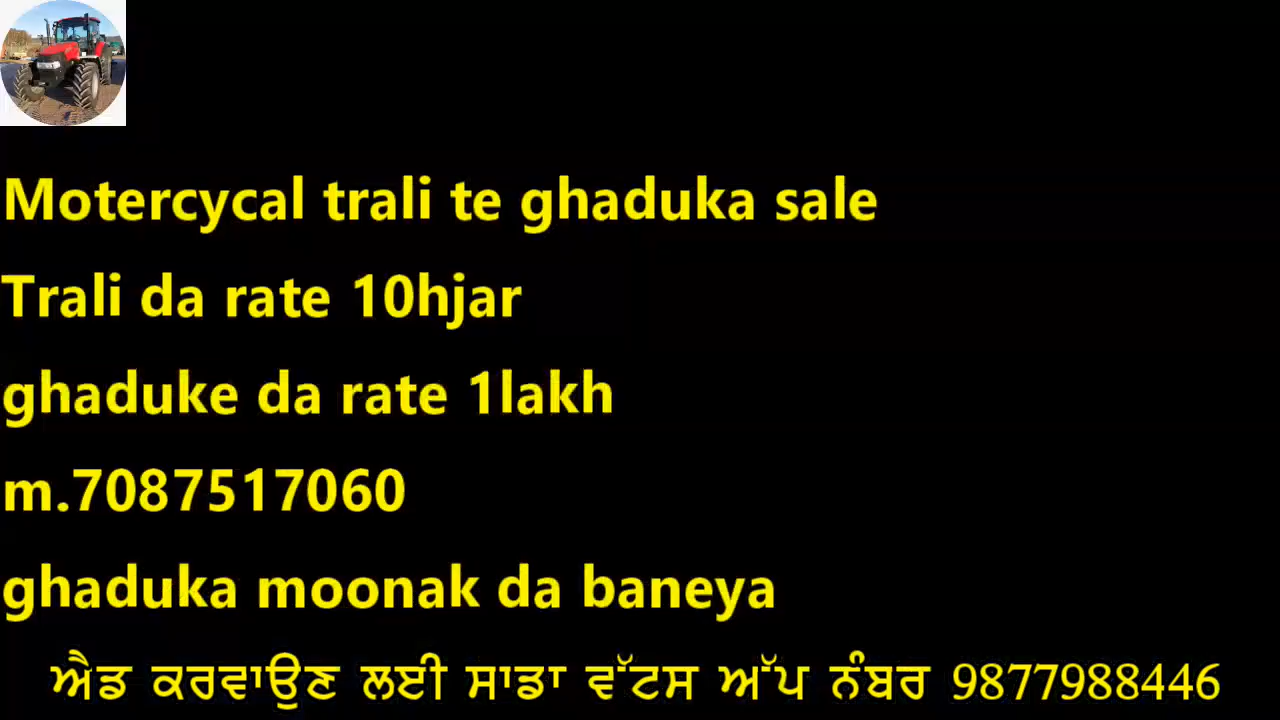 Motercycal trali te ghaduka sale
Trali da rate 10hjar
ghaduke da rate 1lakh
m.7087517060
ghaduka moonak da baneya
ਐਡ ਕਰਵਾਉਣ ਲਈ ਸਾਡਾ ਵੱਟਸ ਅੱਪ ਨੰਬਰ 9877988446